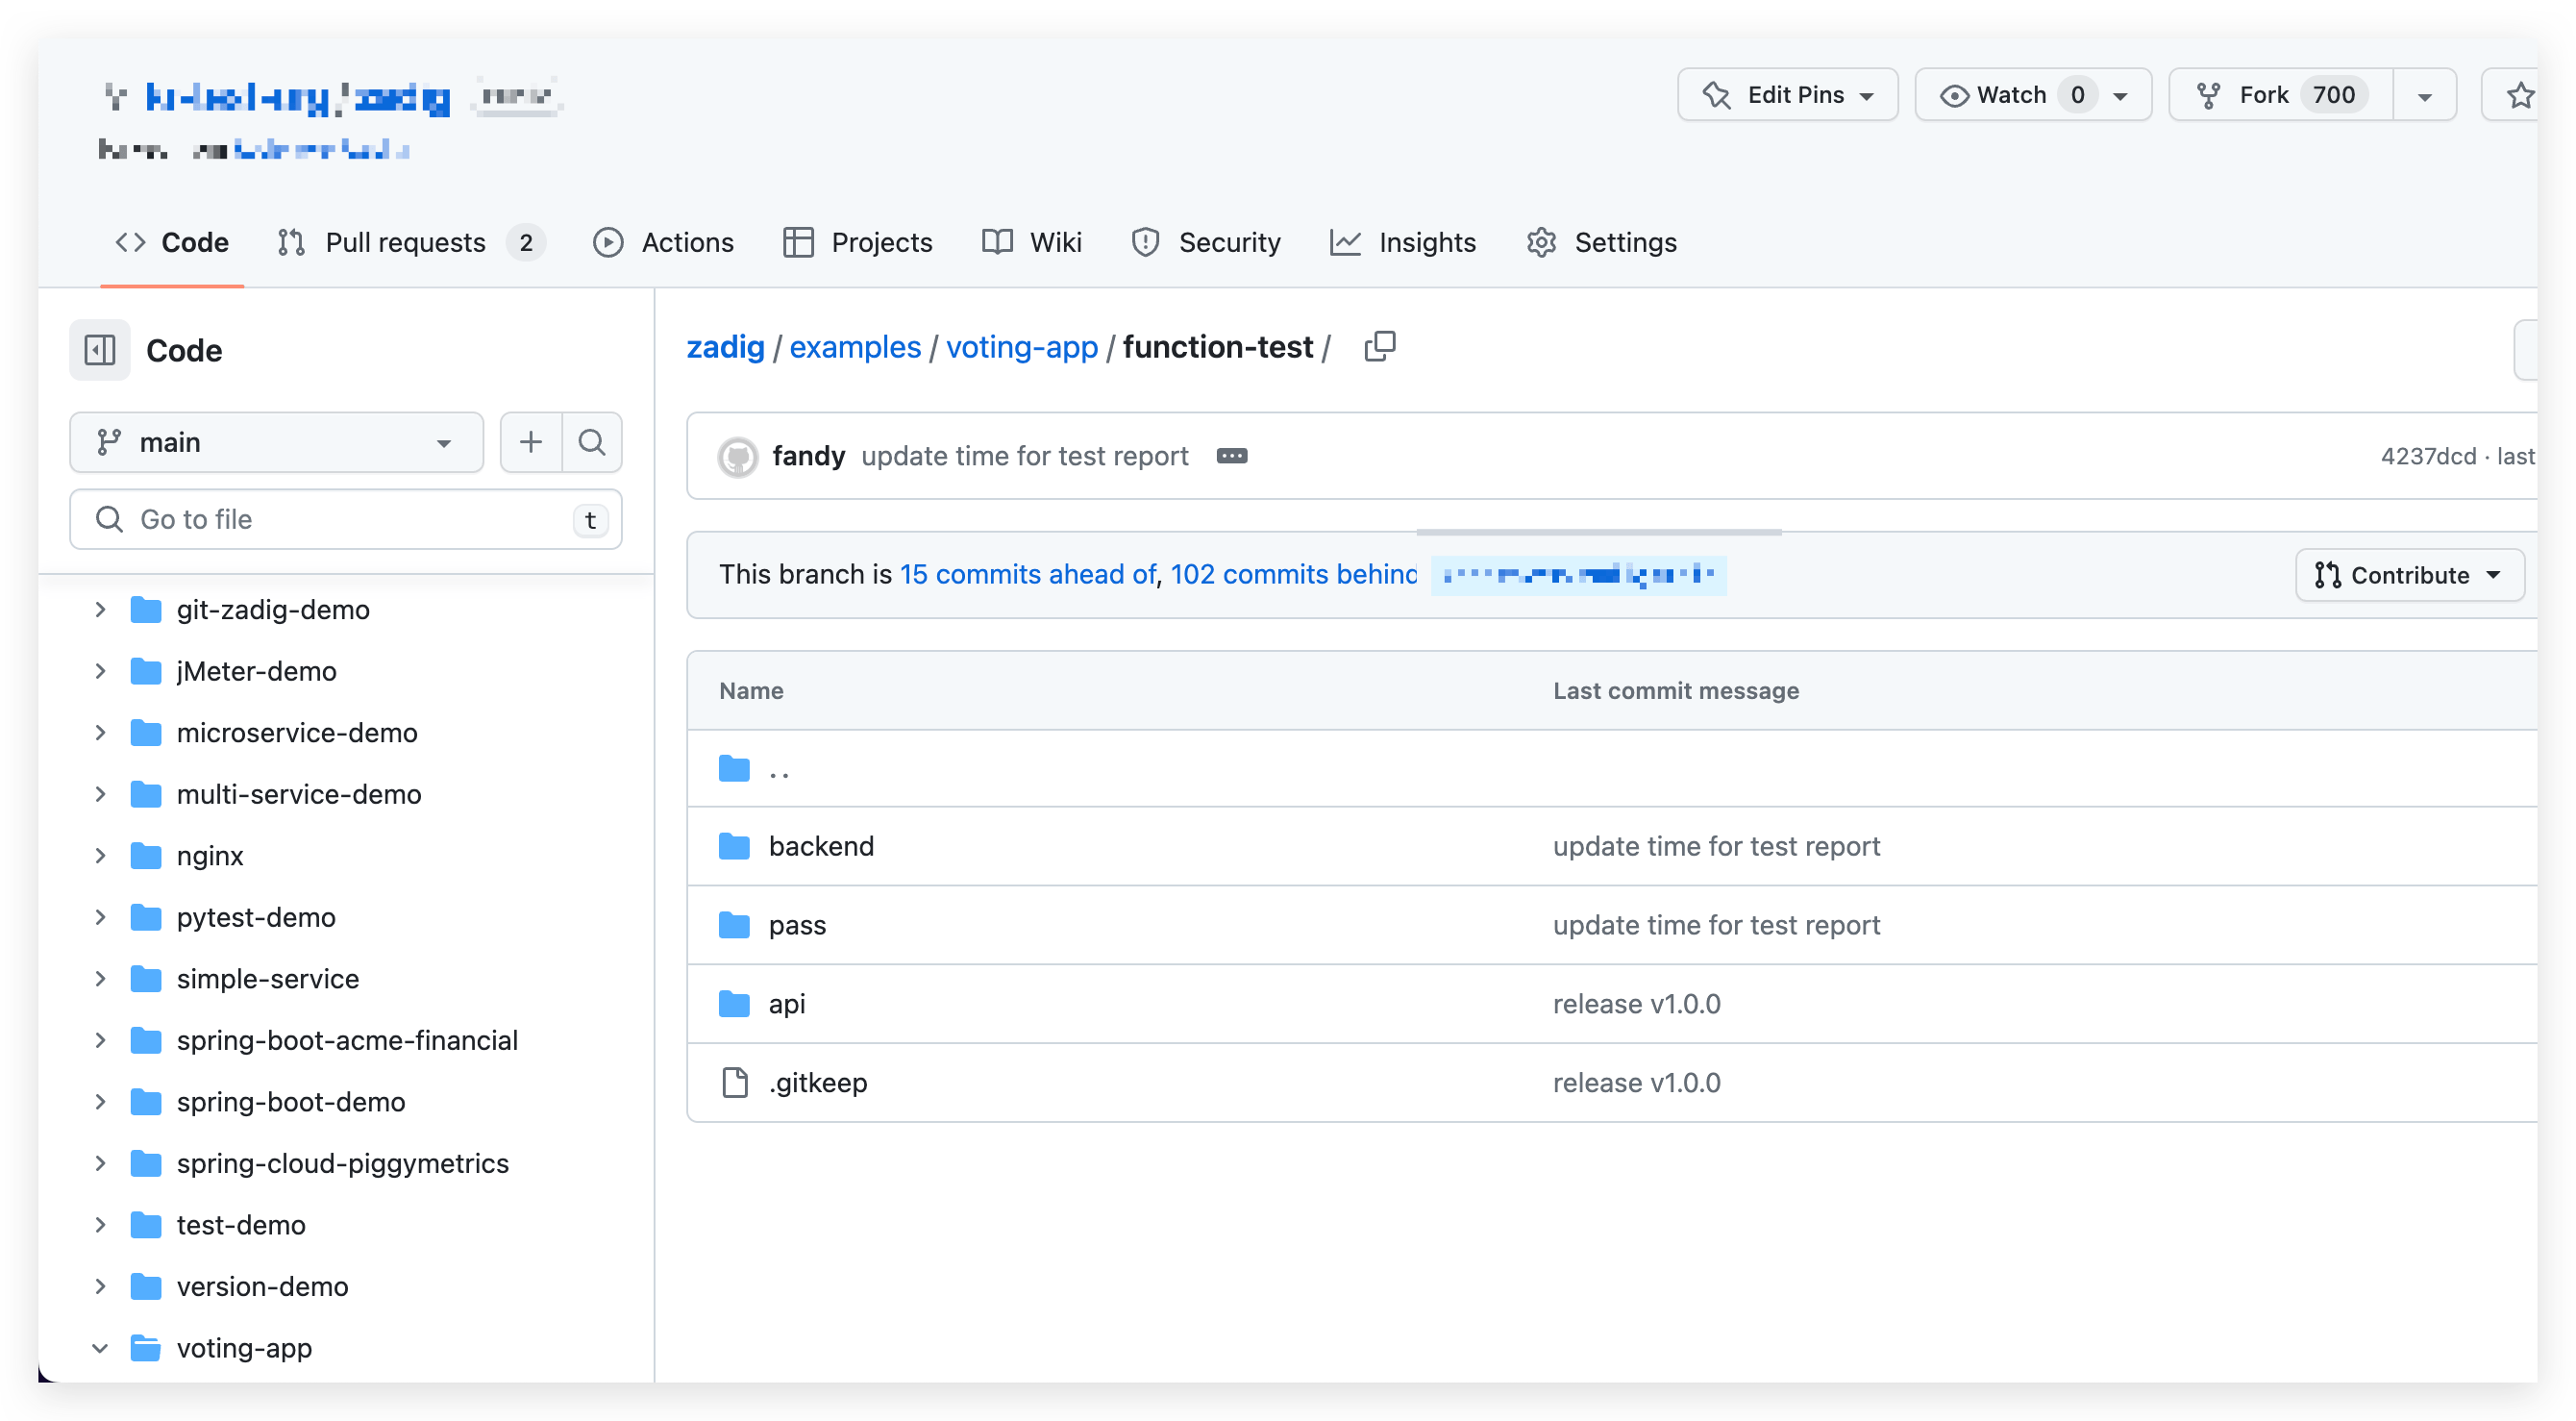 Edit Pins Watch 0 Fork 700
Code Pull requests 2 Actions Projects Wiki Security Insights Settings
Code
main
Go to file t
git-zadig-demo
jMeter-demo
microservice-demo
multi-service-demo
nginx
pytest-demo
simple-service
spring-boot-acme-financial
spring-boot-demo
spring-cloud-piggymetrics
test-demo
version-demo
voting-app
zadig / examples / voting-app / function-test /
fandy update time for test report 4237dcd · last
This branch is 15 commits ahead of, 102 commits behind
Contribute
Name Last commit message
..
backend update time for test report
pass update time for test report
api release v1.0.0
.gitkeep release v1.0.0